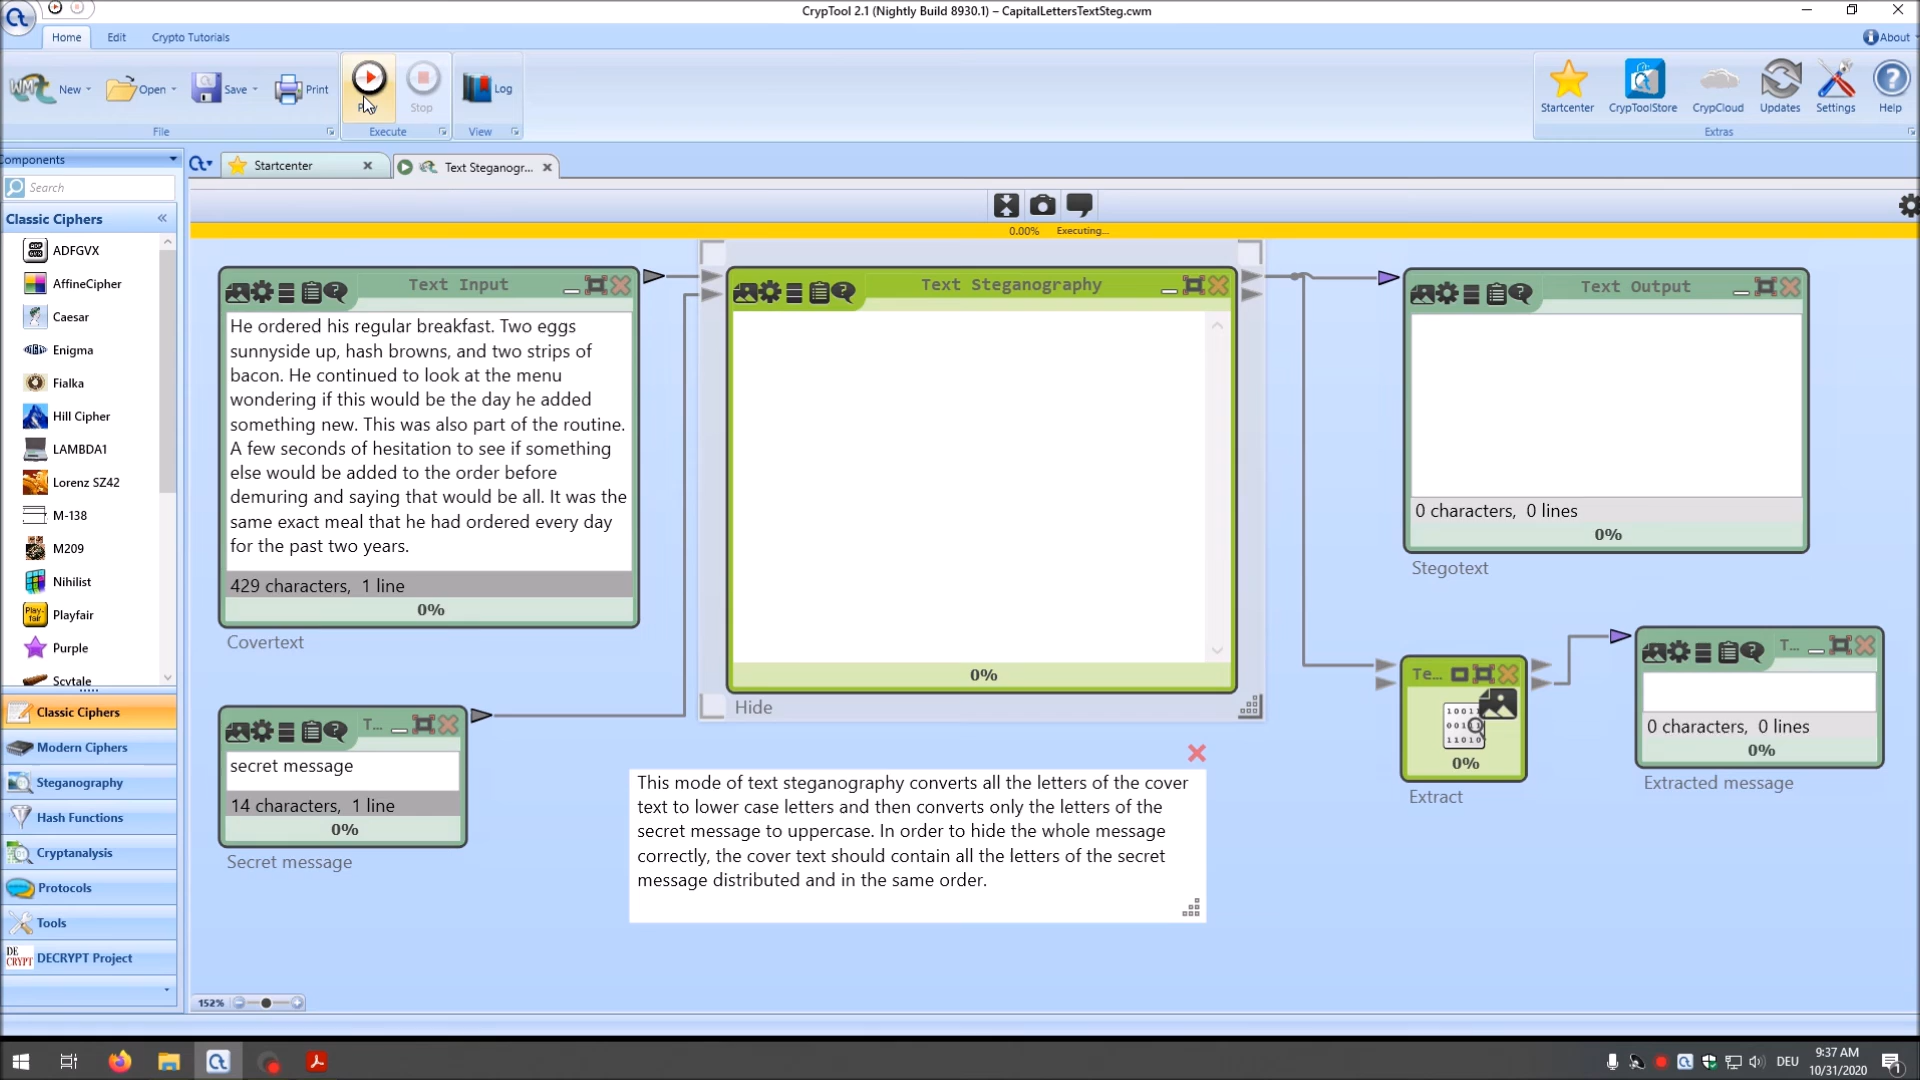 CrypTool 2.1 (Nightly Build 8930.1) – CapitalLettersTextSteg.cwm
Home Edit Crypto Tutorials About
New Open Save Print Stop Log
Startcenter CrypToolStore CrypCloud Updates Settings Help
File Execute View Extras
Components
Search
Startcenter
Text Steganogr...
Classic Ciphers
0.00% Executing...
ADFGVX
AffineCipher
Caesar
Enigma
Fialka
Hill Cipher
LAMBDA1
Lorenz SZ42
M-138
M209
Nihilist
Playfair
Purple
Scytale
Classic Ciphers
Modern Ciphers
Steganography
Hash Functions
Cryptanalysis
Protocols
Tools
DECRYPT Project
Text Input
He ordered his regular breakfast. Two eggs
sunnyside up, hash browns, and two strips of
bacon. He continued to look at the menu
wondering if this would be the day he added
something new. This was also part of the routine.
A few seconds of hesitation to see if something
else would be added to the order before
demuring and saying that would be all. It was the
same exact meal that he had ordered every day
for the past two years.
429 characters, 1 line
0%
Covertext
T...
secret message
14 characters, 1 line
0%
Secret message
Text Steganography
0%
Hide
This mode of text steganography converts all the letters of the cover
text to lower case letters and then converts only the letters of the
secret message to uppercase. In order to hide the whole message
correctly, the cover text should contain all the letters of the secret
message distributed and in the same order.
Text Output
0 characters, 0 lines
0%
Stegotext
Te...
0%
Extract
T...
0 characters, 0 lines
0%
Extracted message
152%
DEU
9:37 AM
10/31/2020